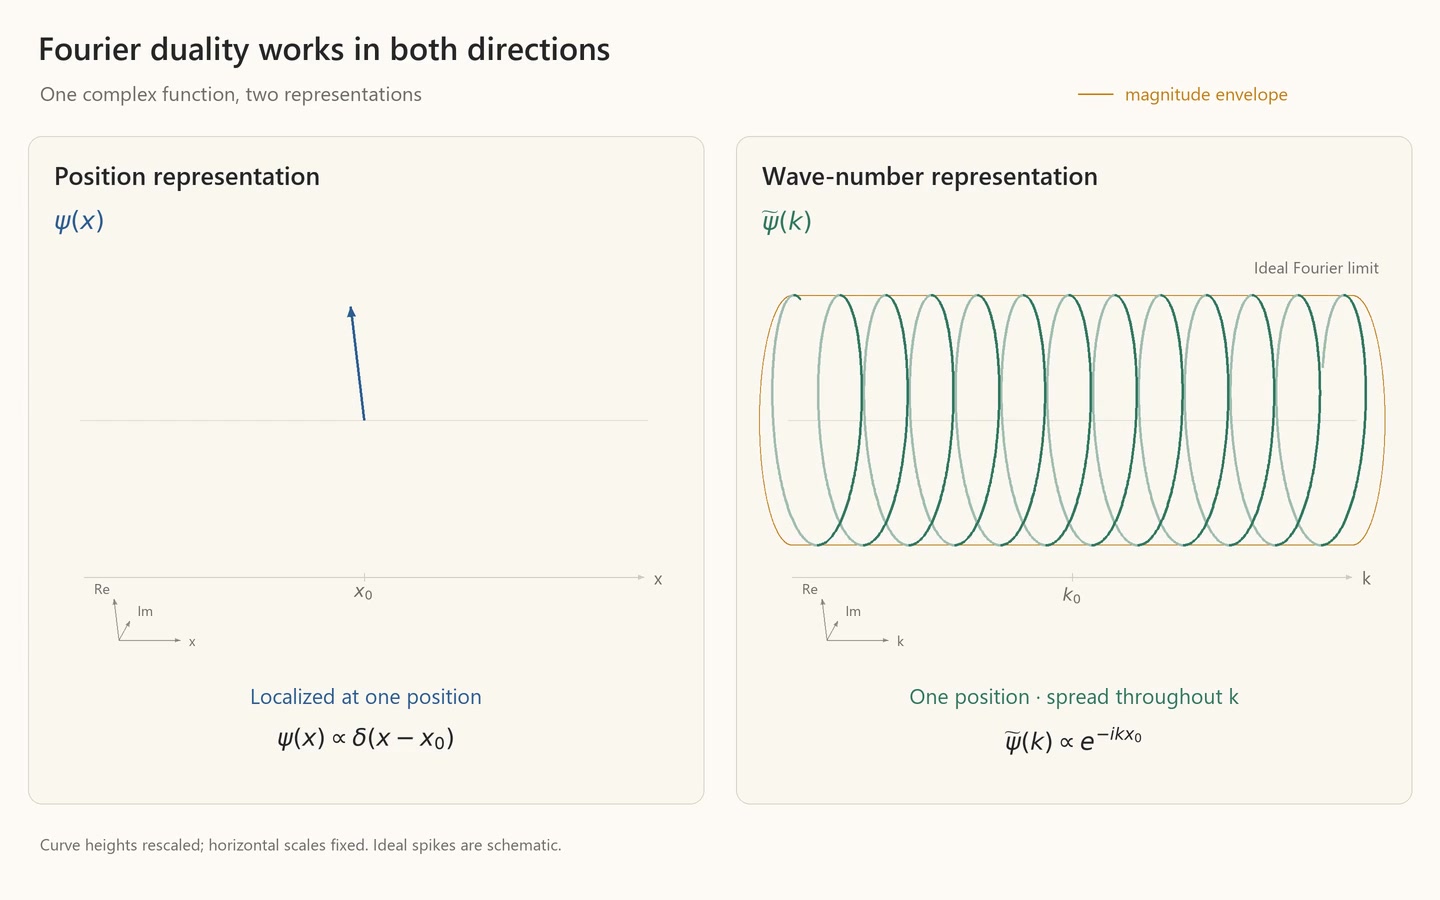 Fourier duality works in both directions
One complex function, two representations
magnitude envelope
Position representation
ψ(x)
x
x₀
Re
Im
x
Localized at one position
ψ(x) ∝ δ(x − x₀)
Wave-number representation
ψ̃(k)
Ideal Fourier limit
k
k₀
Re
Im
k
One position · spread throughout k
ψ̃(k) ∝ e^{−ikx₀}
Curve heights rescaled; horizontal scales fixed. Ideal spikes are schematic.